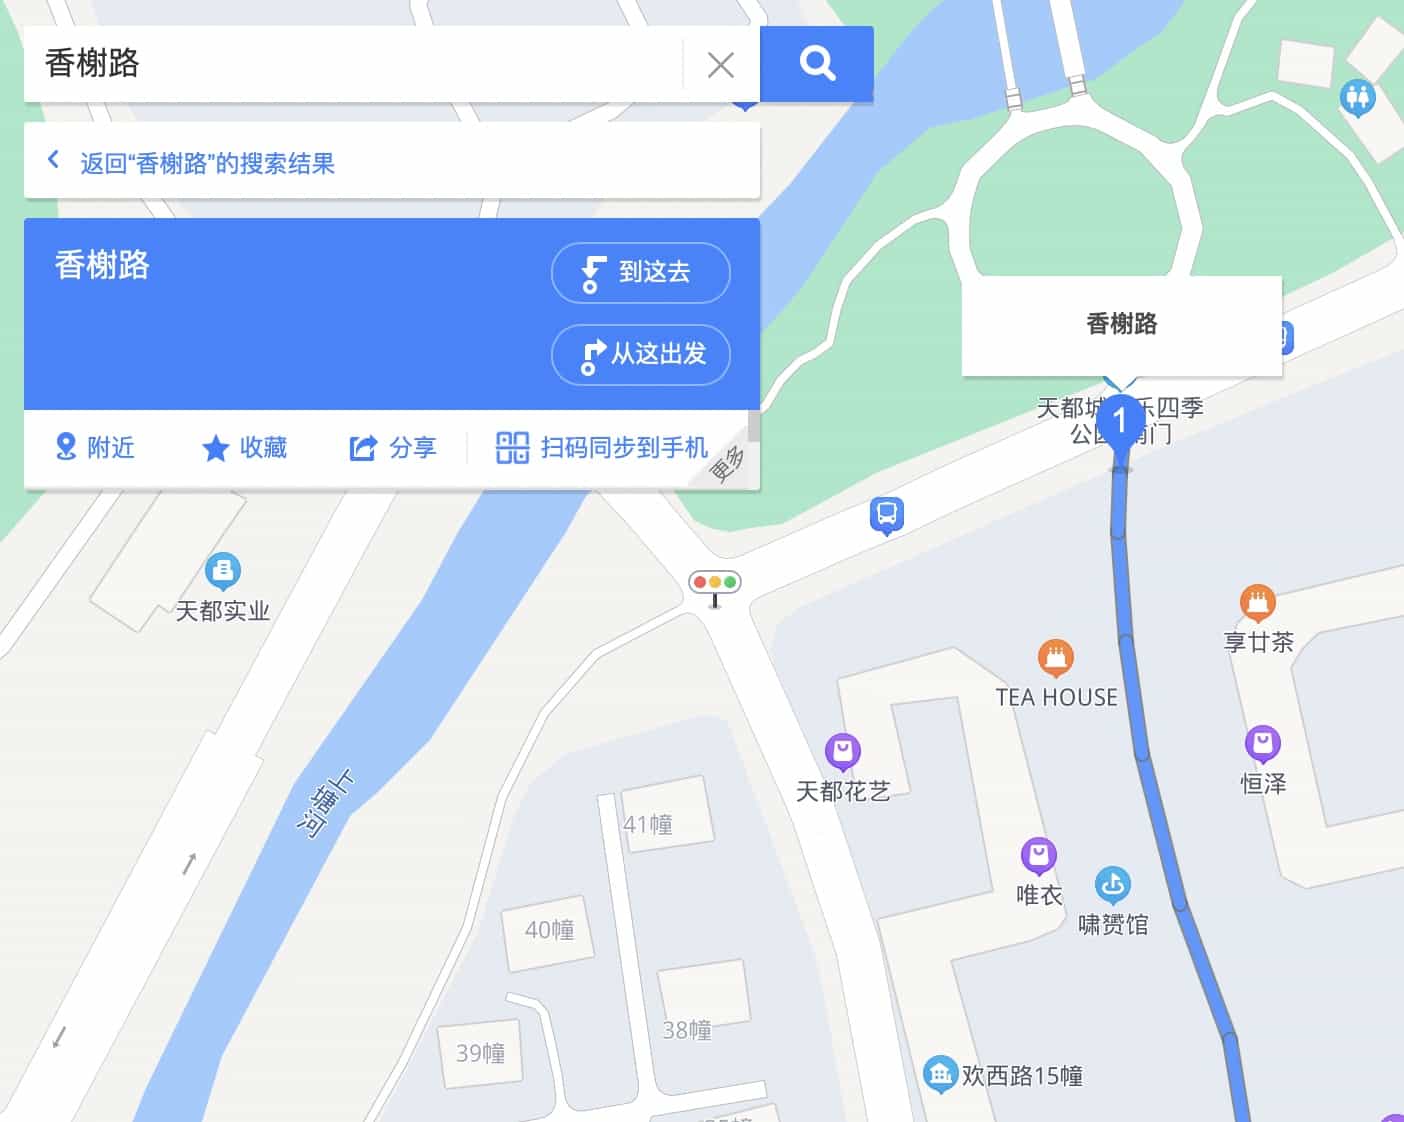 香榭路
返回“香榭路”的搜索结果
香榭路
到这去
从这出发
附近
收藏
分享
扫码同步到手机
更多
香榭路
1
天都城 乐四季
公园 南门
天都实业
享廿茶
TEA HOUSE
恒泽
天都花艺
上塘河
41幢
唯衣
啸赟馆
40幢
38幢
39幢
欢西路15幢